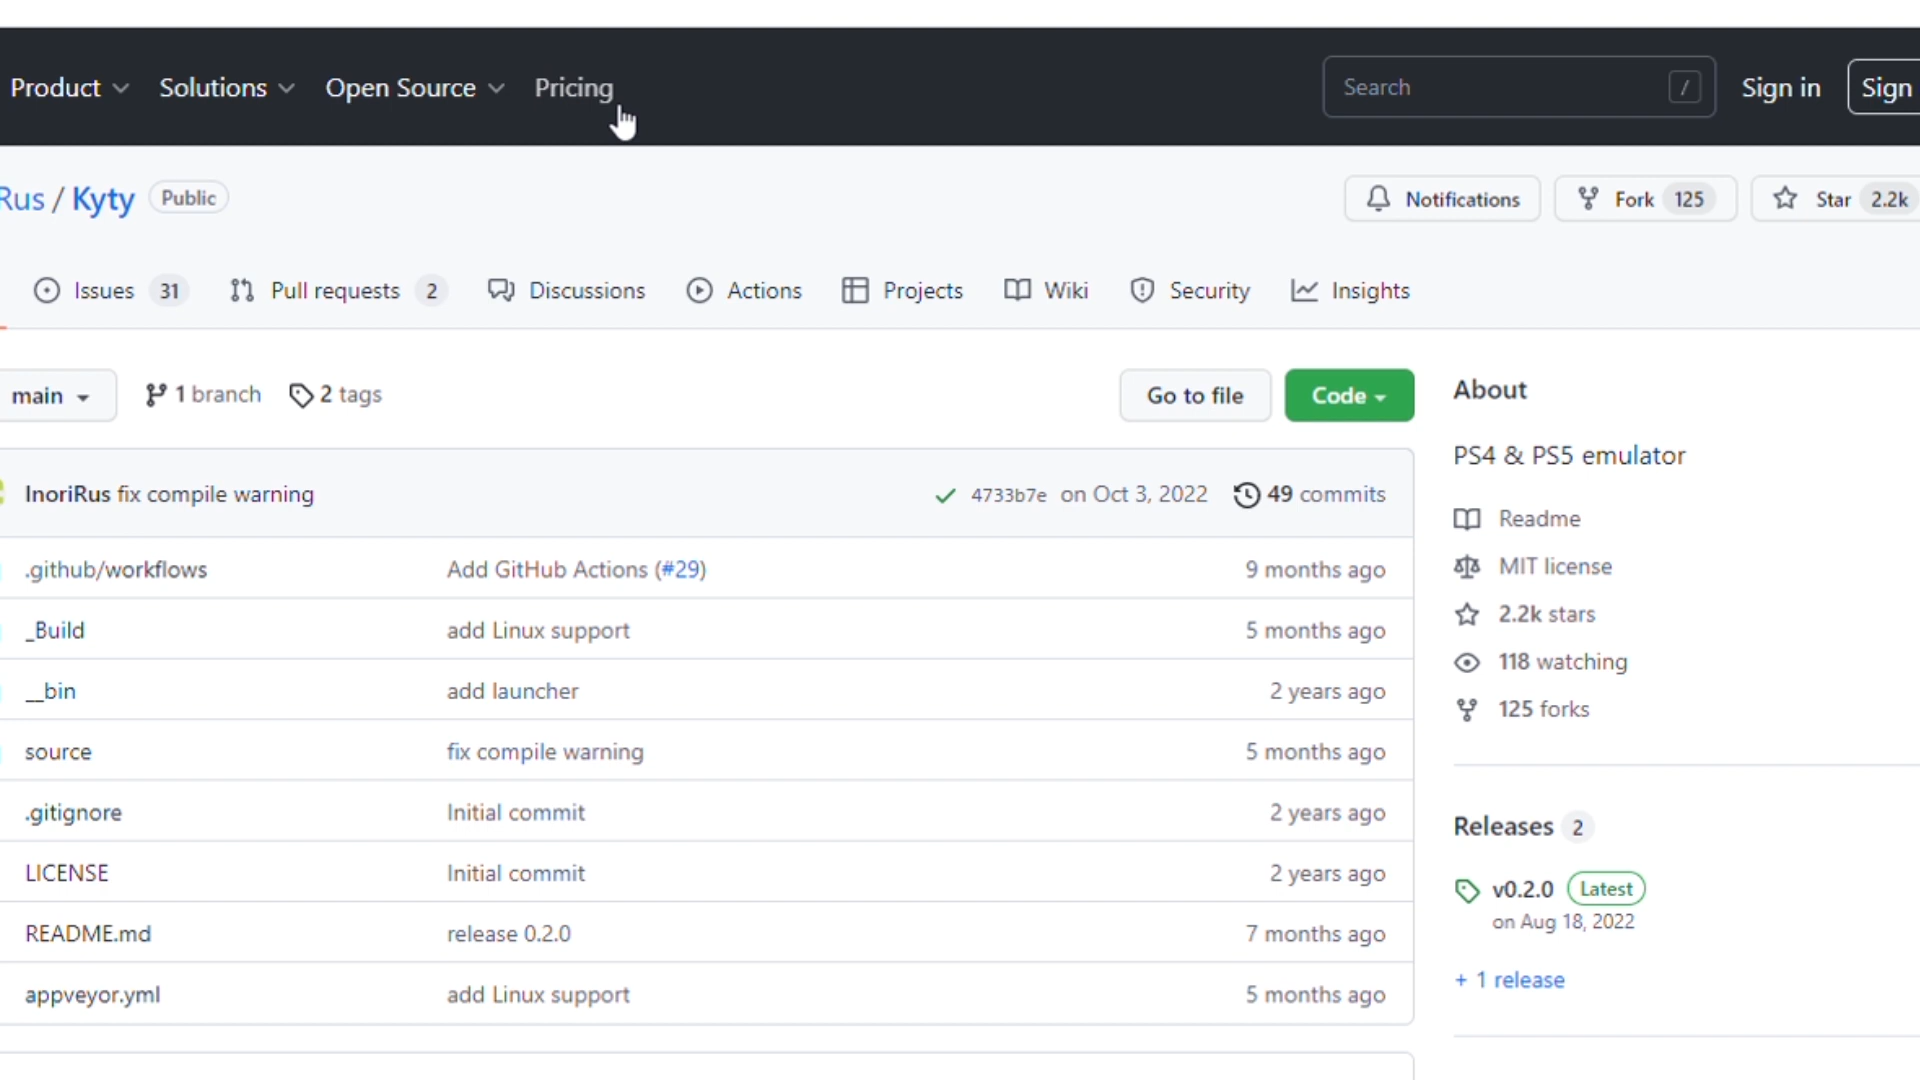 Product Solutions Open Source Pricing Search / Sign in Sign
Rus / Kyty Public Notifications Fork 125 Star 2.2k
Issues 31 Pull requests 2 Discussions Actions Projects Wiki Security Insights
main 1 branch 2 tags Go to file Code
About
PS4 & PS5 emulator
Readme
MIT license
2.2k stars
118 watching
125 forks
Releases 2
v0.2.0 Latest
on Aug 18, 2022
+ 1 release
InoriRus fix compile warning 4733b7e on Oct 3, 2022 49 commits
.github/workflows Add GitHub Actions (#29) 9 months ago
_Build add Linux support 5 months ago
__bin add launcher 2 years ago
source fix compile warning 5 months ago
.gitignore Initial commit 2 years ago
LICENSE Initial commit 2 years ago
README.md release 0.2.0 7 months ago
appveyor.yml add Linux support 5 months ago